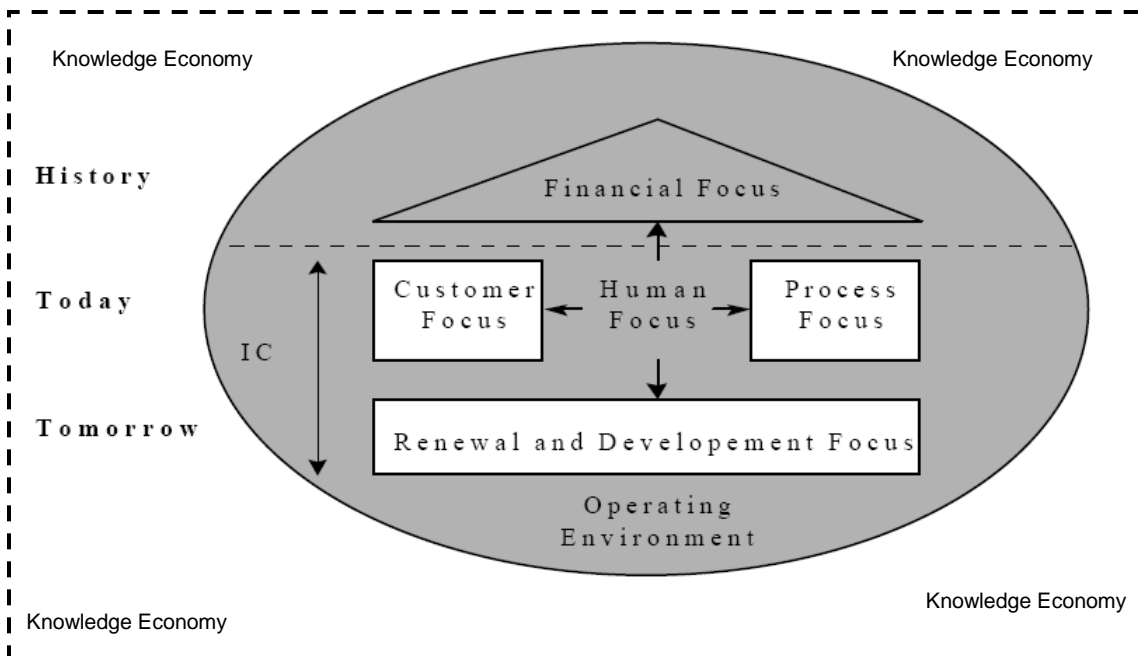 Knowledge Economy
Knowledge Economy
History
Financial Focus
Today
Customer
Focus
Human
Focus
Process
Focus
IC
Tomorrow
Renewal and Developement Focus
Operating
Environment
Knowledge Economy
Knowledge Economy